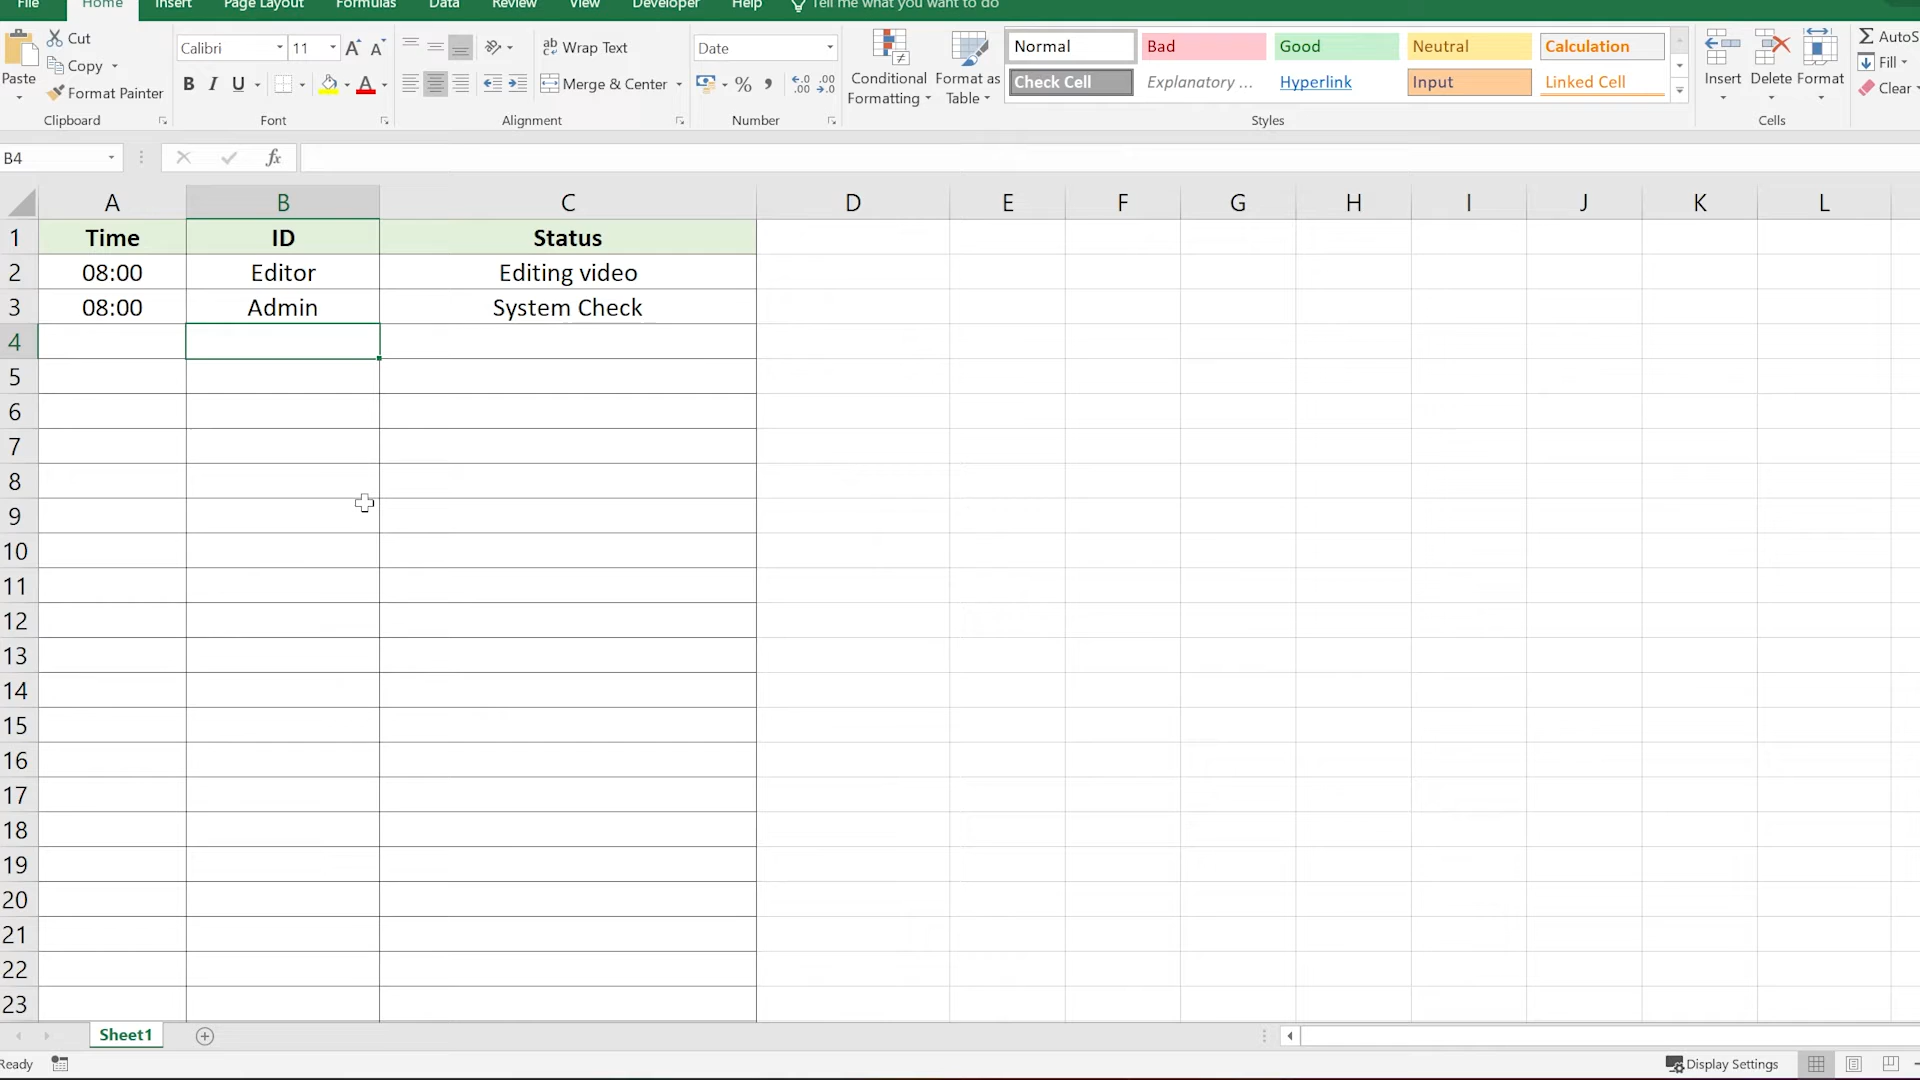 File Home Insert Page Layout Formulas Data Review View Developer Help Tell me what you want to do
Paste Cut Copy Format Painter
Clipboard
Calibri 11 A A
B I U A
Font
ab Wrap Text
Merge & Center
Alignment
Date
% , .00 .00
Number
Conditional Formatting
Format as Table
Normal Bad Good Neutral Calculation
Check Cell Explanatory ... Hyperlink Input Linked Cell
Styles
Insert Delete Format
Cells
Σ AutoS
Fill
Clear
B4 fx
A B C D E F G H I J K L
1 Time ID Status
2 08:00 Editor Editing video
3 08:00 Admin System Check
4
5
6
7
8
9
10
11
12
13
14
15
16
17
18
19
20
21
22
23
Sheet1
Ready Display Settings